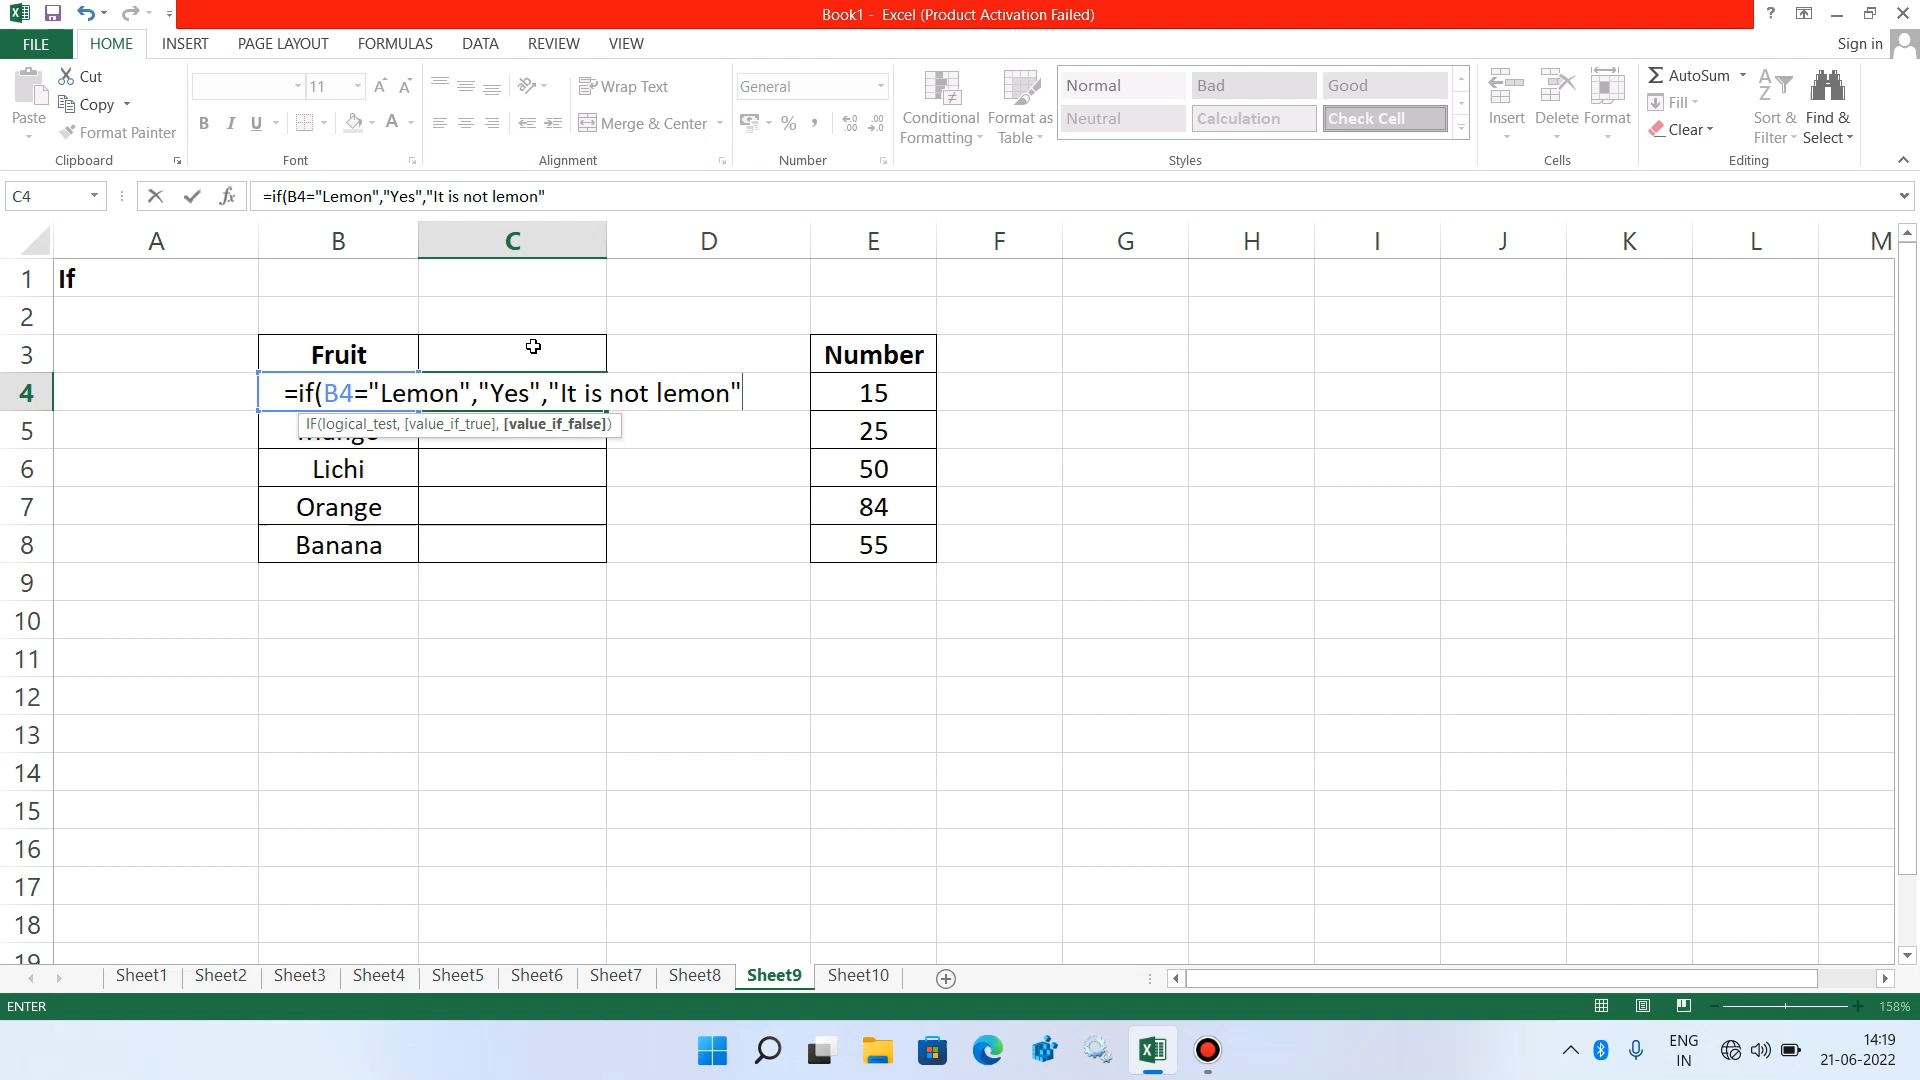 Book1 - Excel (Product Activation Failed)
FILE HOME INSERT PAGE LAYOUT FORMULAS DATA REVIEW VIEW Sign in
Paste Cut Copy Format Painter Clipboard
11 B I U A Font
Wrap Text Merge & Center Alignment
General % Number
Conditional Formatting Format as Table
Normal Bad Good
Neutral Calculation Check Cell
Styles
Insert Delete Format Cells
AutoSum Fill Clear Sort & Filter Find & Select Editing
C4 fx =if(B4="Lemon","Yes","It is not lemon"
A B C D E F G H I J K L M
1 If
2
3 Fruit Number
4 =if(B4="Lemon","Yes","It is not lemon" 15
IF(logical_test, [value_if_true], [value_if_false])
5 25
6 Lichi 50
7 Orange 84
8 Banana 55
9
10
11
12
13
14
15
16
17
18
19
Sheet1 Sheet2 Sheet3 Sheet4 Sheet5 Sheet6 Sheet7 Sheet8 Sheet9 Sheet10
ENTER 158%
ENG
IN
14:19
21-06-2022